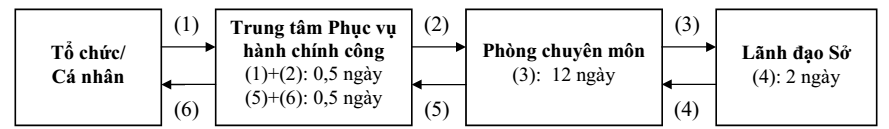 (1)
(2)
(3)
Tổ chức/
Cá nhân
Trung tâm Phục vụ
hành chính công
(1)+(2): 0,5 ngày
(5)+(6): 0,5 ngày
Phòng chuyên môn
(3):  12 ngày
Lãnh đạo Sở
(4): 2 ngày
(6)
(5)
(4)